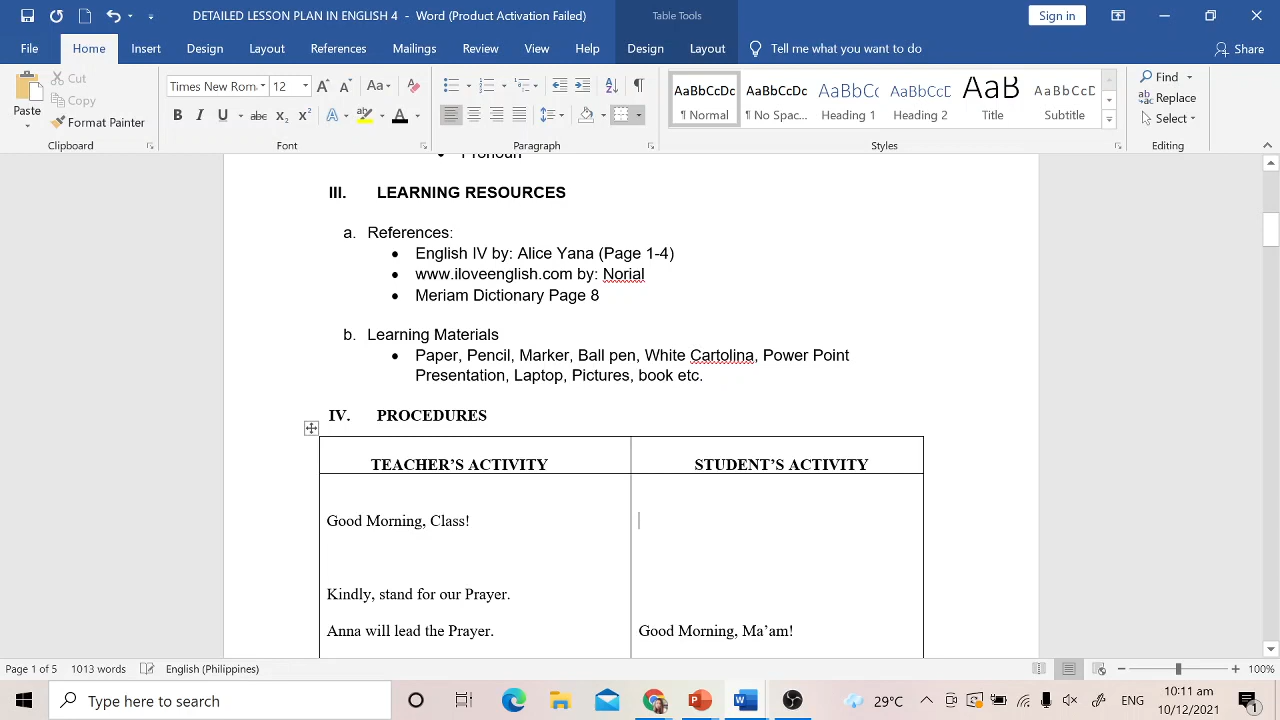 DETAILED LESSON PLAN IN ENGLISH 4 - Word (Product Activation Failed)
Table Tools
Sign in
File Home Insert Design Layout References Mailings Review View Help Design Layout Tell me what you want to do Share
Paste
Cut
Copy
Format Painter
Clipboard
Times New Rom
12
Font
Paragraph
AaBbCcDc
¶ Normal
AaBbCcDc
¶ No Spac...
AaBbCc
Heading 1
AaBbCcD
Heading 2
AaB
Title
AaBbCcD
Subtitle
Styles
Find
Replace
Select
Editing
Pronoun
III. LEARNING RESOURCES
a. References:
• English IV by: Alice Yana (Page 1-4)
• www.iloveenglish.com by: Norial
• Meriam Dictionary Page 8
b. Learning Materials
• Paper, Pencil, Marker, Ball pen, White Cartolina, Power Point
Presentation, Laptop, Pictures, book etc.
IV. PROCEDURES
TEACHER’S ACTIVITY STUDENT’S ACTIVITY
Good Morning, Class!
Kindly, stand for our Prayer.
Anna will lead the Prayer. Good Morning, Ma’am!
Page 1 of 5 1013 words English (Philippines) 100%
Type here to search
29°C
ENG
10:11 am
10/12/2021
1